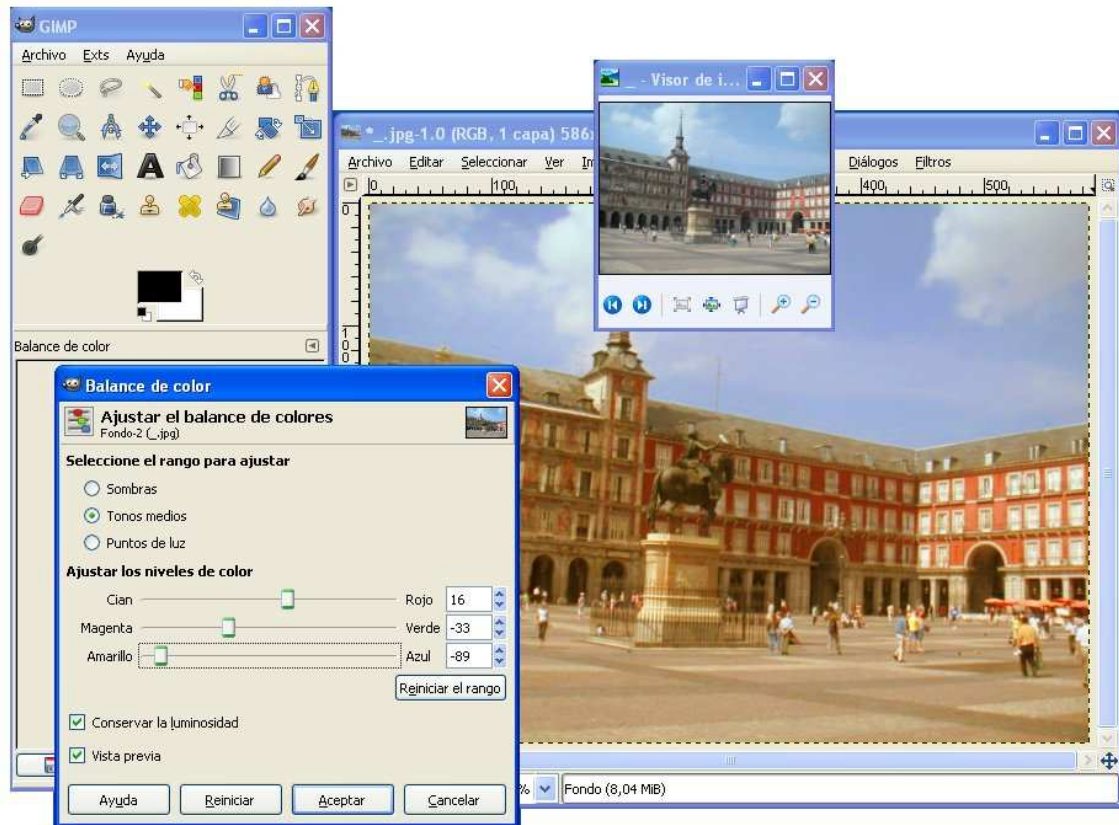 GIMP
Archivo Exts Ayuda
Balance de color
_ - Visor de i...
*_.jpg-1.0 (RGB, 1 capa) 586
Archivo Editar Seleccionar Ver
Diálogos Filtros
0 100 400 500
0
100
Balance de color
Ajustar el balance de colores
Fondo-2 (_.jpg)
Seleccione el rango para ajustar
Sombras
Tonos medios
Puntos de luz
Ajustar los niveles de color
Cian Rojo 16
Magenta Verde -33
Amarillo Azul -89
Reiniciar el rango
Conservar la luminosidad
Vista previa
Ayuda Reiniciar Aceptar Cancelar
% Fondo (8,04 MiB)